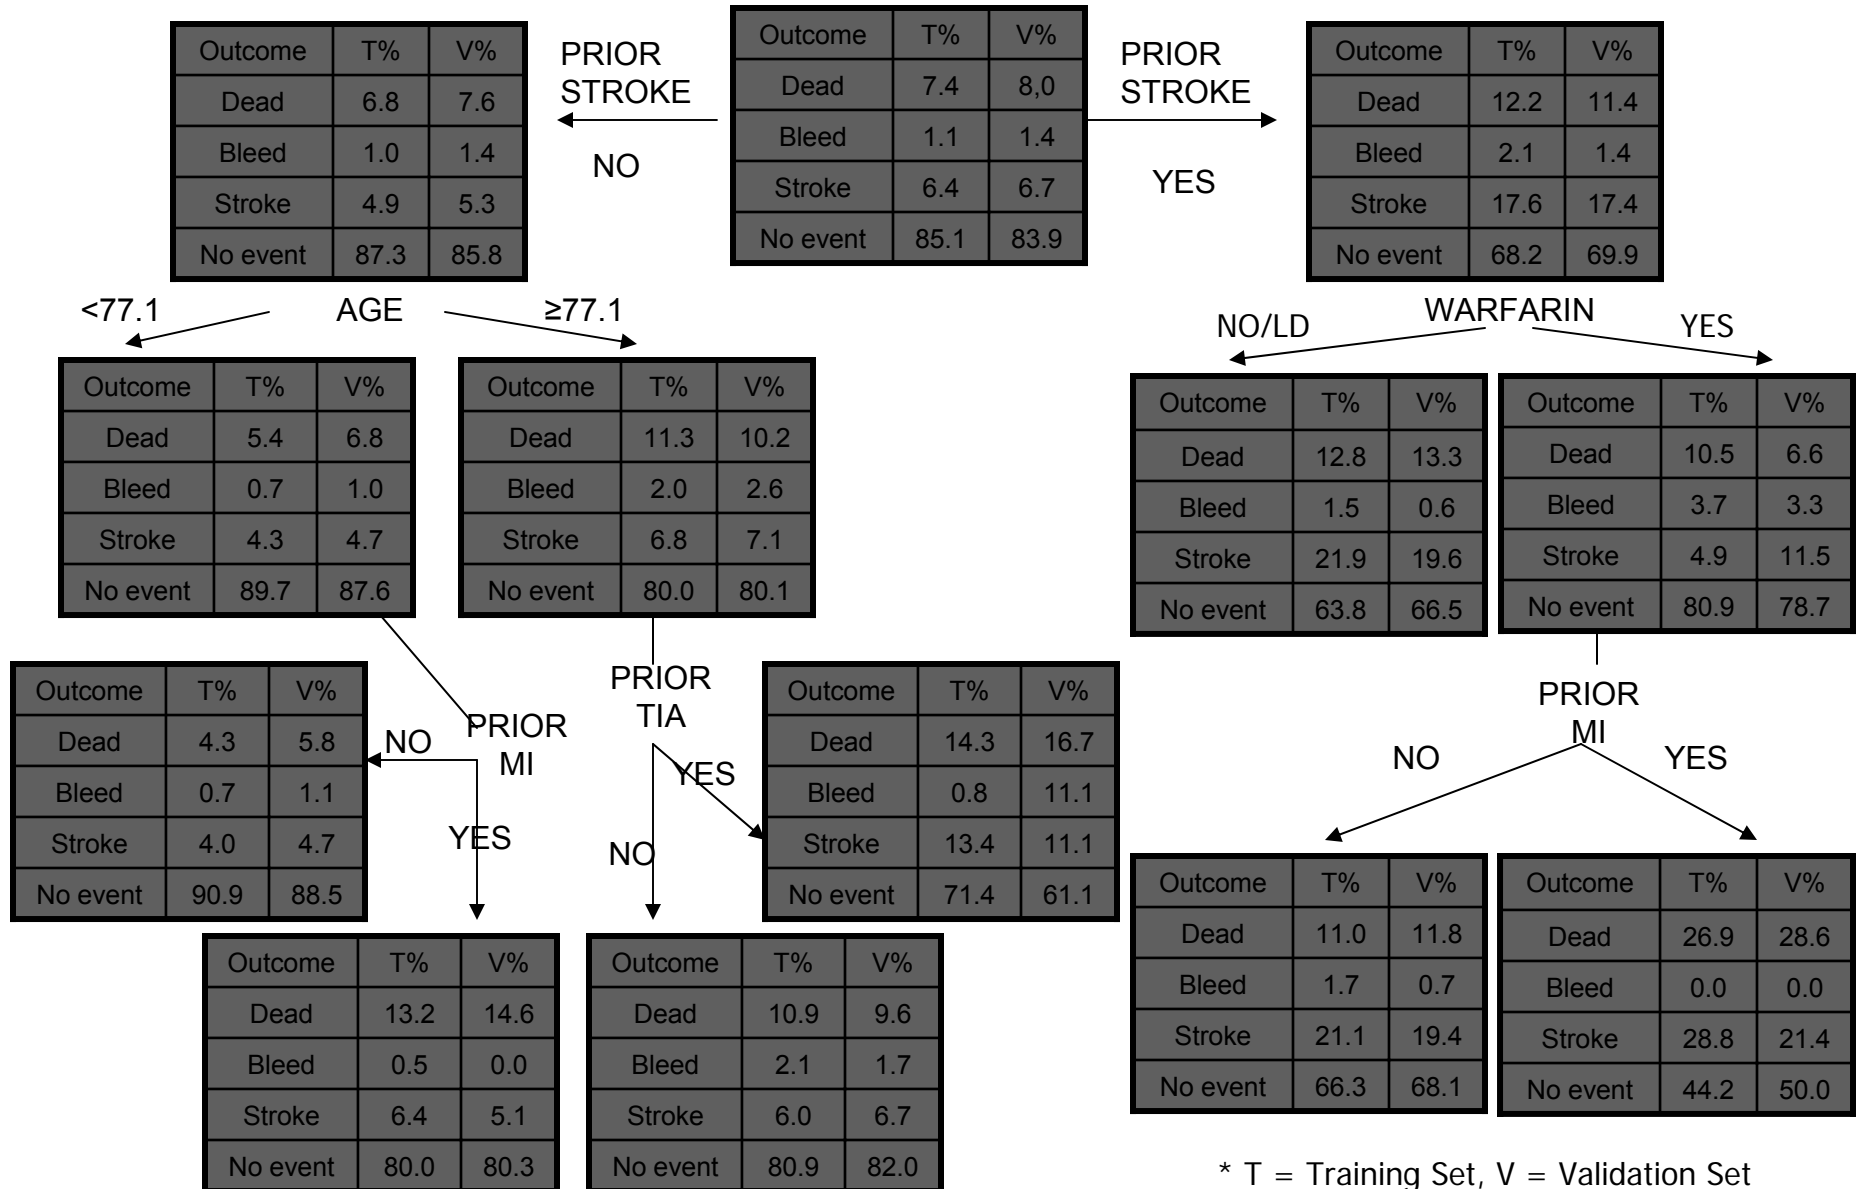 Outcome T% V%
Dead 6.8 7.6
Bleed 1.0 1.4
Stroke 4.9 5.3
No event 87.3 85.8
PRIOR
STROKE
NO
Outcome T% V%
Dead 7.4 8,0
Bleed 1.1 1.4
Stroke 6.4 6.7
No event 85.1 83.9
PRIOR
STROKE
YES
Outcome T% V%
Dead 12.2 11.4
Bleed 2.1 1.4
Stroke 17.6 17.4
No event 68.2 69.9
<77.1 AGE ≥77.1
WARFARIN
NO/LD YES
Outcome T% V%
Dead 5.4 6.8
Bleed 0.7 1.0
Stroke 4.3 4.7
No event 89.7 87.6
Outcome T% V%
Dead 11.3 10.2
Bleed 2.0 2.6
Stroke 6.8 7.1
No event 80.0 80.1
Outcome T% V%
Dead 12.8 13.3
Bleed 1.5 0.6
Stroke 21.9 19.6
No event 63.8 66.5
Outcome T% V%
Dead 10.5 6.6
Bleed 3.7 3.3
Stroke 4.9 11.5
No event 80.9 78.7
Outcome T% V%
Dead 4.3 5.8
Bleed 0.7 1.1
Stroke 4.0 4.7
No event 90.9 88.5
PRIOR
MI
NO
YES
PRIOR
TIA
YES
NO
Outcome T% V%
Dead 14.3 16.7
Bleed 0.8 11.1
Stroke 13.4 11.1
No event 71.4 61.1
PRIOR
MI
NO YES
Outcome T% V%
Dead 13.2 14.6
Bleed 0.5 0.0
Stroke 6.4 5.1
No event 80.0 80.3
Outcome T% V%
Dead 10.9 9.6
Bleed 2.1 1.7
Stroke 6.0 6.7
No event 80.9 82.0
Outcome T% V%
Dead 11.0 11.8
Bleed 1.7 0.7
Stroke 21.1 19.4
No event 66.3 68.1
Outcome T% V%
Dead 26.9 28.6
Bleed 0.0 0.0
Stroke 28.8 21.4
No event 44.2 50.0
* T = Training Set, V = Validation Set